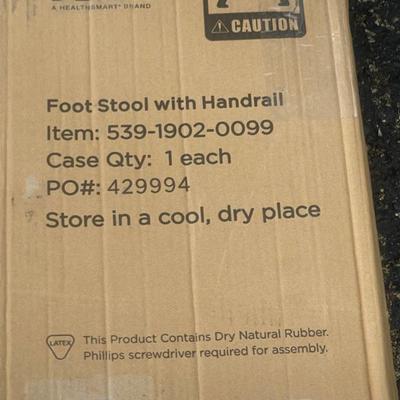 A HEALTHSMART® BRAND
CAUTION
Foot Stool with Handrail
Item: 539-1902-0099
Case Qty: 1 each
PO#: 429994
Store in a cool, dry place
LATEX
This Product Contains Dry Natural Rubber.
Phillips screwdriver required for assembly.